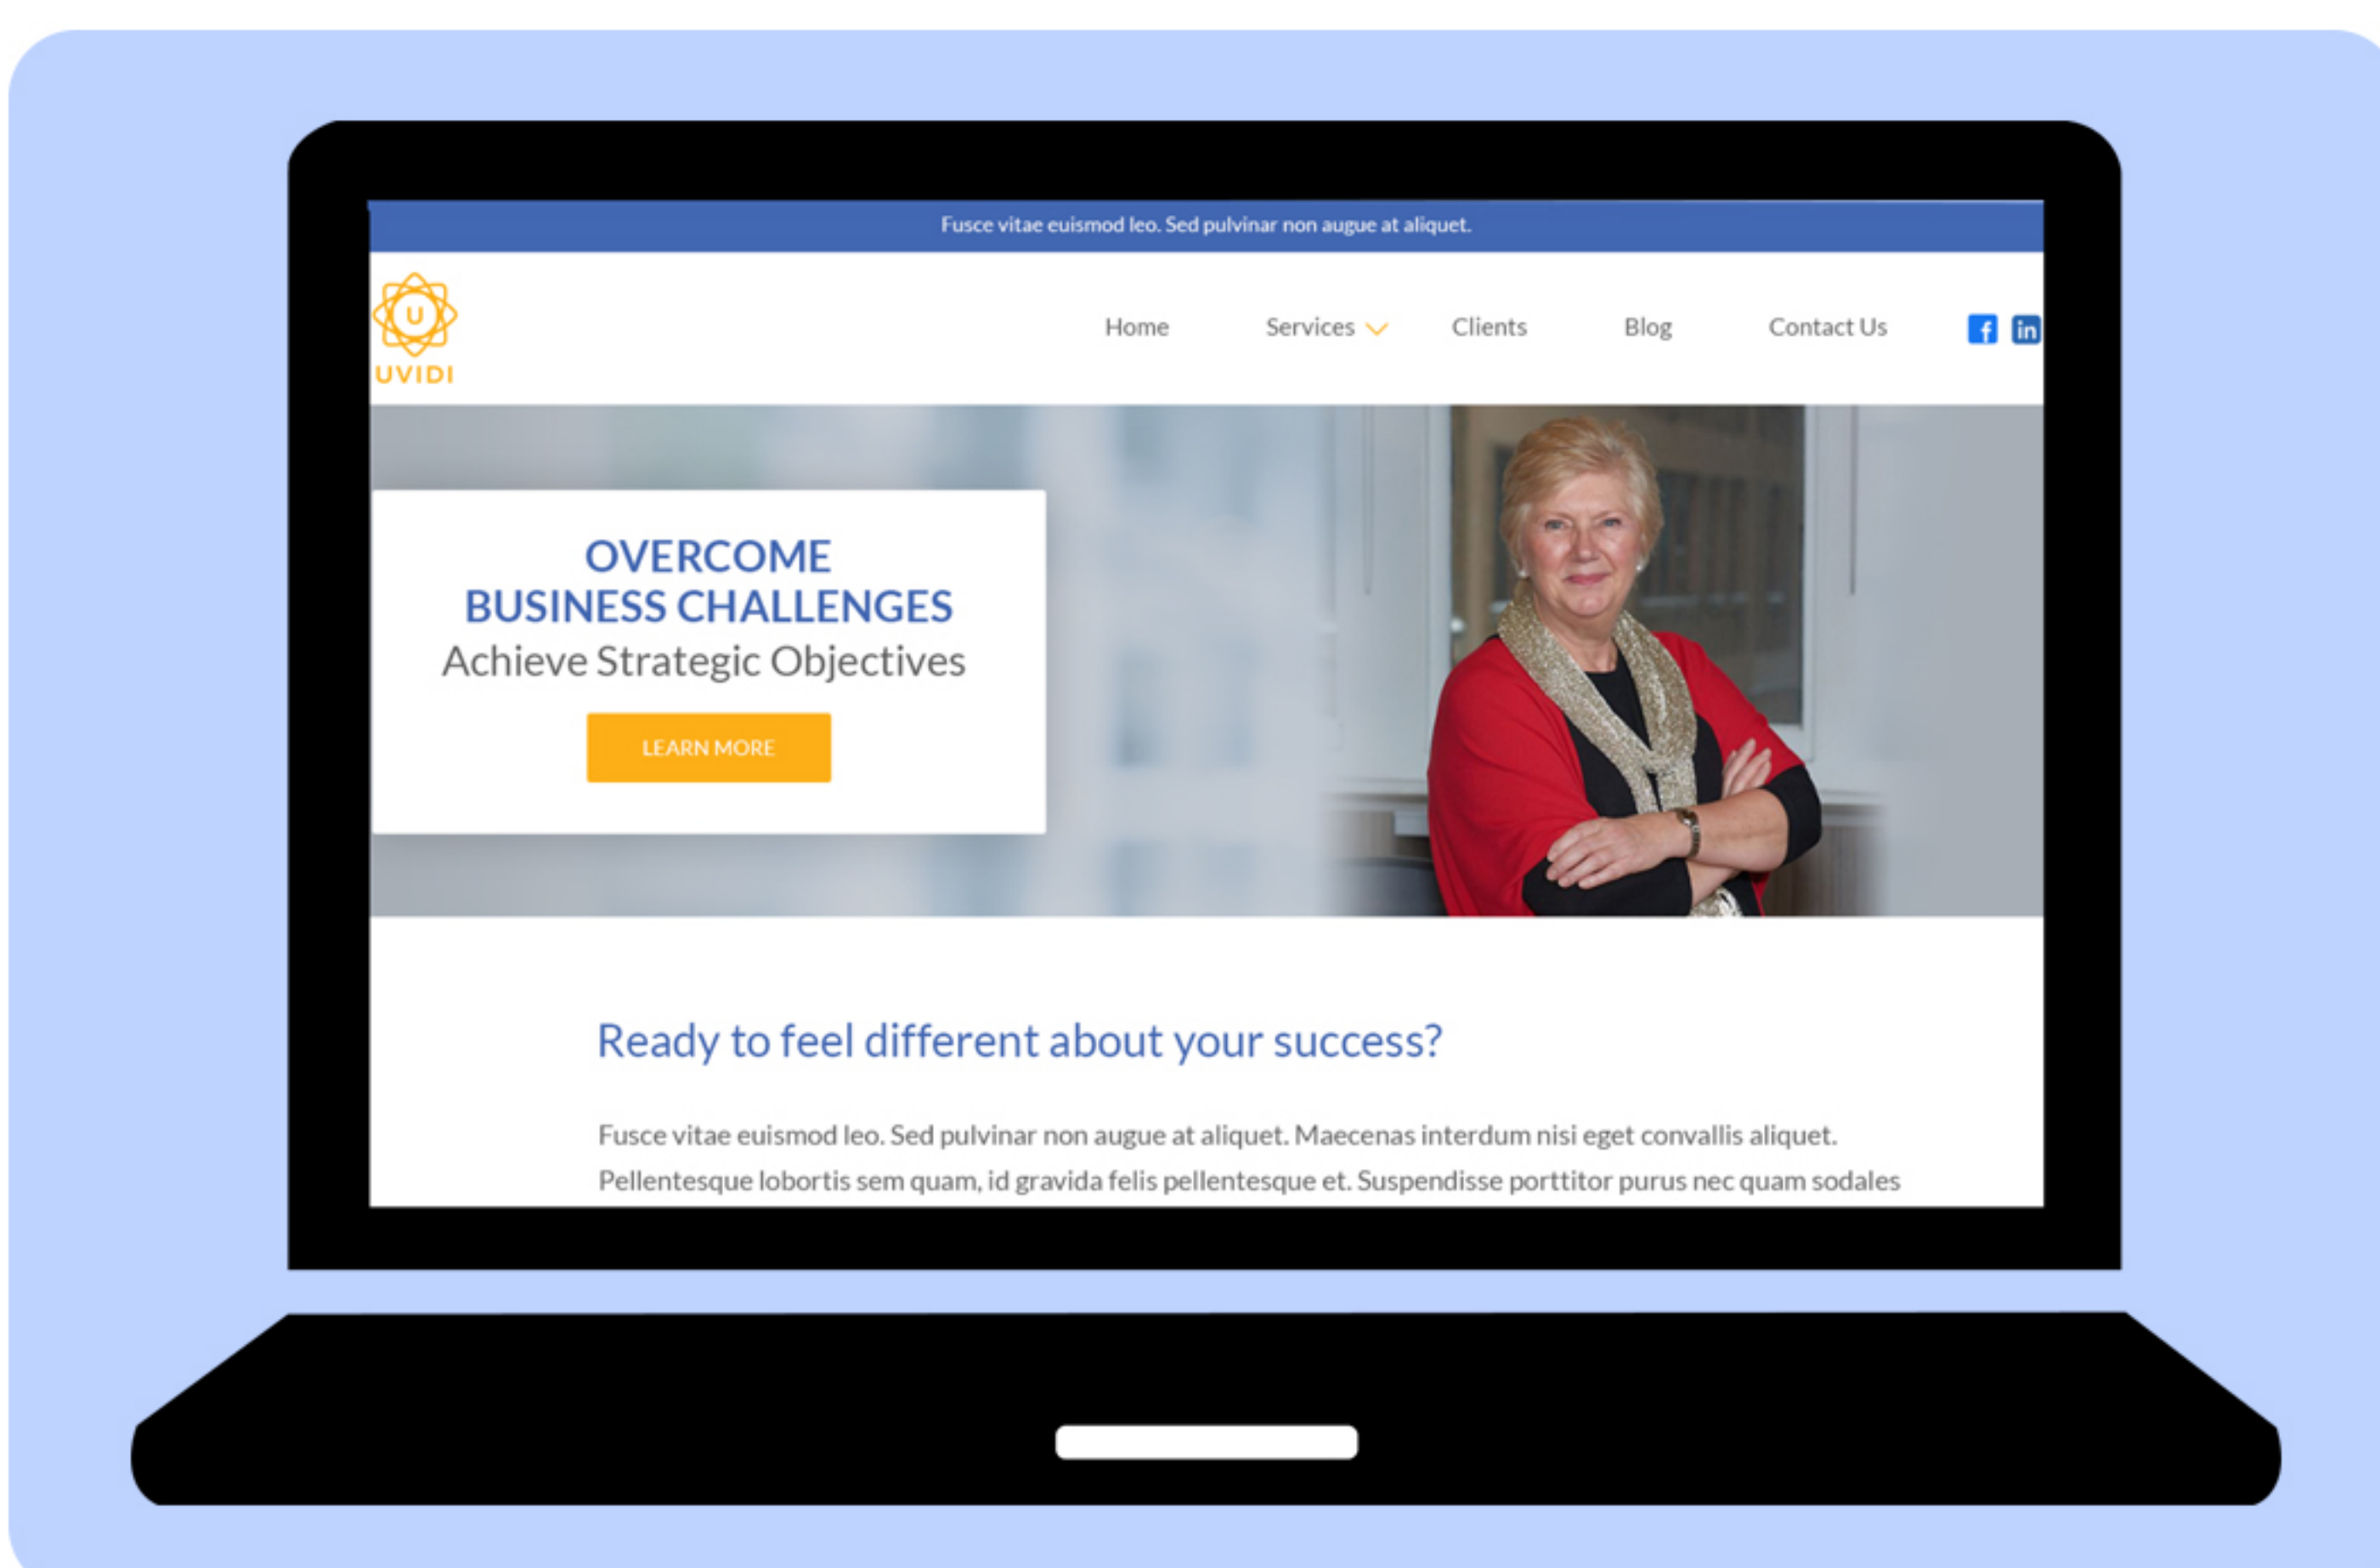 Fusce vitae euismod leo. Sed pulvinar non augue at aliquet.
U
UVIDI
Home Services Clients Blog Contact Us f in
OVERCOME
BUSINESS CHALLENGES
Achieve Strategic Objectives
LEARN MORE
Ready to feel different about your success?
Fusce vitae euismod leo. Sed pulvinar non augue at aliquet. Maecenas interdum nisi eget convallis aliquet.
Pellentesque lobortis sem quam, id gravida felis pellentesque et. Suspendisse porttitor purus nec quam sodales